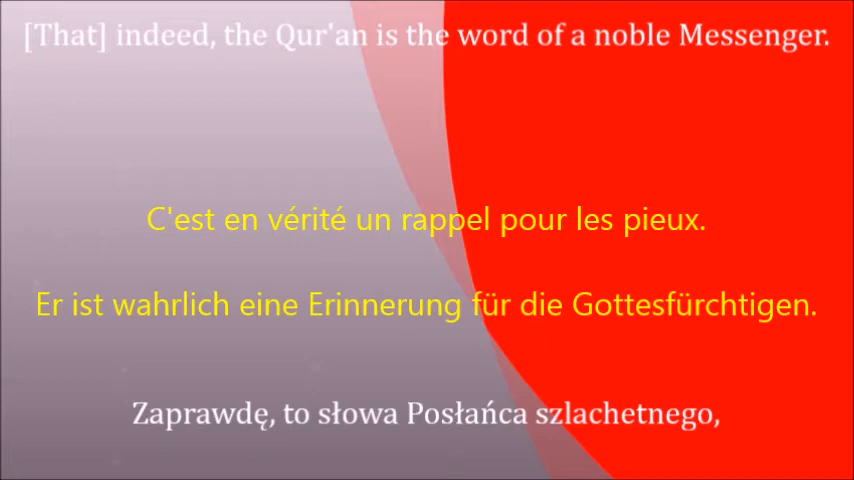 [That] indeed, the Qur'an is the word of a noble Messenger.
C'est en vérité un rappel pour les pieux.
Er ist wahrlich eine Erinnerung für die Gottesfürchtigen.
Zaprawdę, to słowa Posłańca szlachetnego,